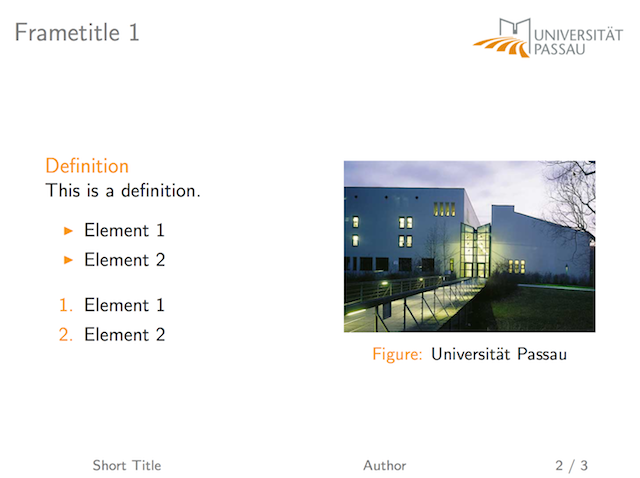 Frametitle 1
UNIVERSITÄT
PASSAU
Definition
This is a definition.
Element 1
Element 2
1. Element 1
2. Element 2
Figure: Universität Passau
Short Title
Author
2 / 3